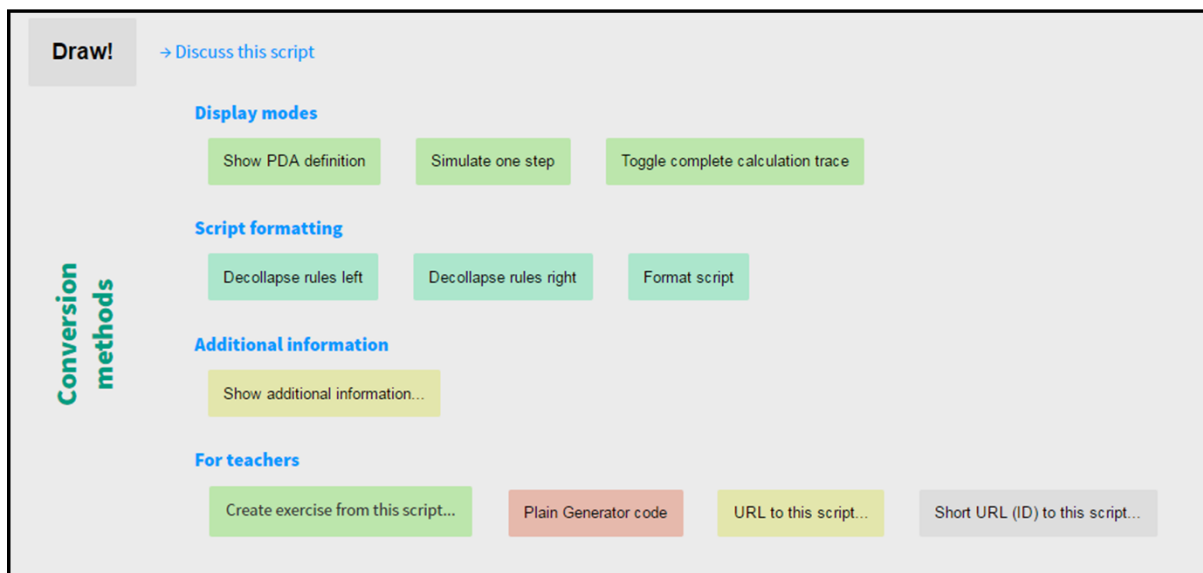 Draw!
→ Discuss this script
Display modes
Show PDA definition
Simulate one step
Toggle complete calculation trace
Script formatting
Decollapse rules left
Decollapse rules right
Format script
Conversion
methods
Additional information
Show additional information...
For teachers
Create exercise from this script...
Plain Generator code
URL to this script...
Short URL (ID) to this script...